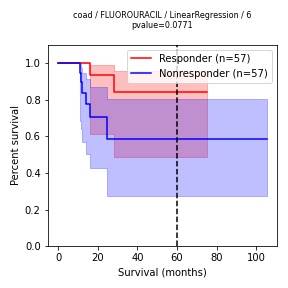 coad / FLUOROURACIL / LinearRegression / 6
pvalue=0.0771
Responder (n=57)
Nonresponder (n=57)
Percent survival
1.0
0.8
0.6
0.4
0.2
0.0
0 20 40 60 80 100
Survival (months)